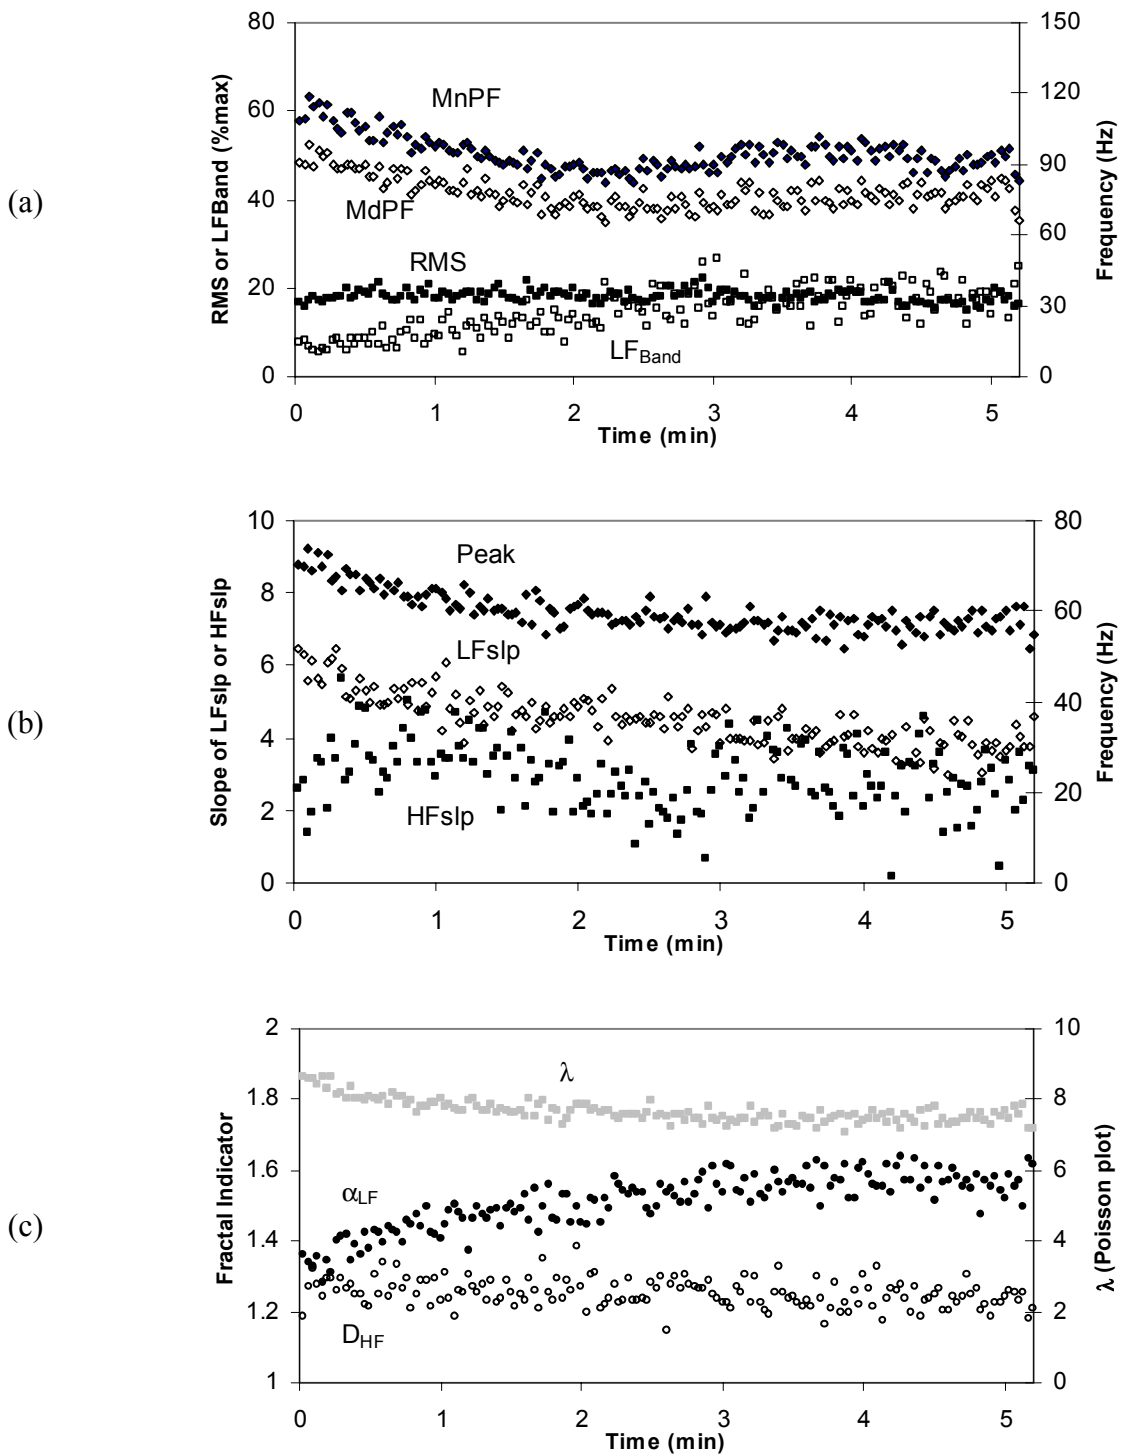 (a)
80
60
40
20
0
RMS or LFBand (%max)
MnPF
MdPF
RMS
LFBand
150
120
90
60
30
0
Frequency (Hz)
0 1 2 3 4 5
Time (min)
(b)
10
8
6
4
2
0
Slope of LFslp or HFslp
Peak
LFslp
HFslp
80
60
40
20
0
Frequency (Hz)
0 1 2 3 4 5
Time (min)
(c)
2
1.8
1.6
1.4
1.2
1
Fractal Indicator
λ
αLF
DHF
10
8
6
4
2
0
λ (Poisson plot)
0 1 2 3 4 5
Time (min)